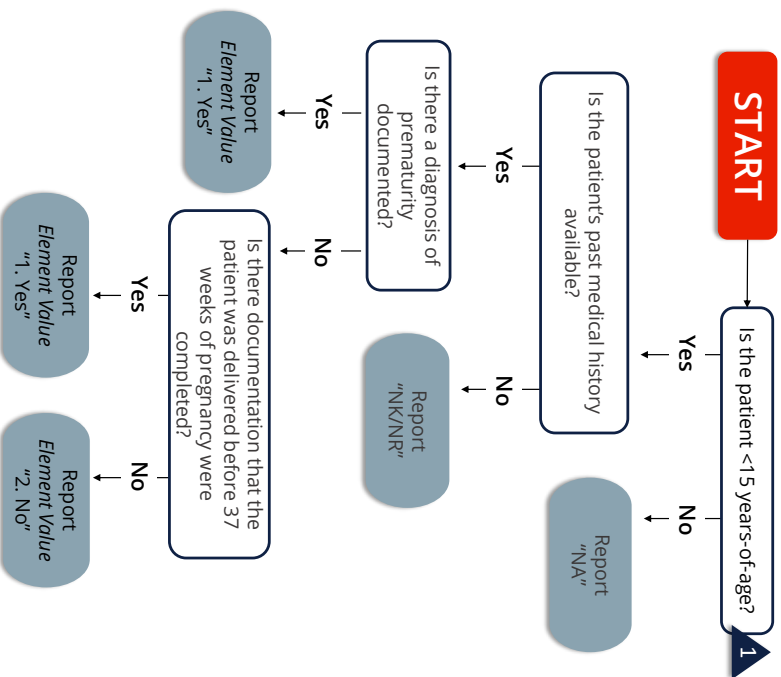 START
Is the patient <15 years-of-age?
1
Yes
No
Is the patient's past medical history
available?
Report
"NA"
Yes
No
Is there a diagnosis of
prematurity
documented?
Report
"NK/NR"
Yes
No
Report
Element Value
"1. Yes"
Is there documentation that the
patient was delivered before 37
weeks of pregnancy were
completed?
Yes
No
Report
Element Value
"1. Yes"
Report
Element Value
"2. No"